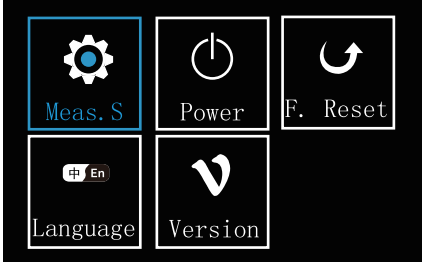 Meas.S
Power
F. Reset
中 En
Language
Version